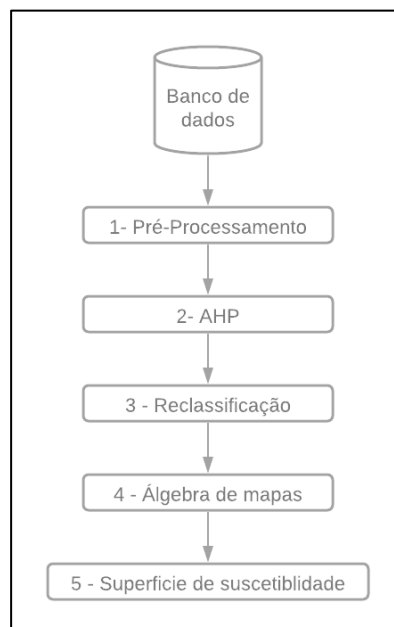 Banco de
dados
1- Pré-Processamento
2- AHP
3 - Reclassificação
4 - Álgebra de mapas
5 - Superficie de suscetiblidade